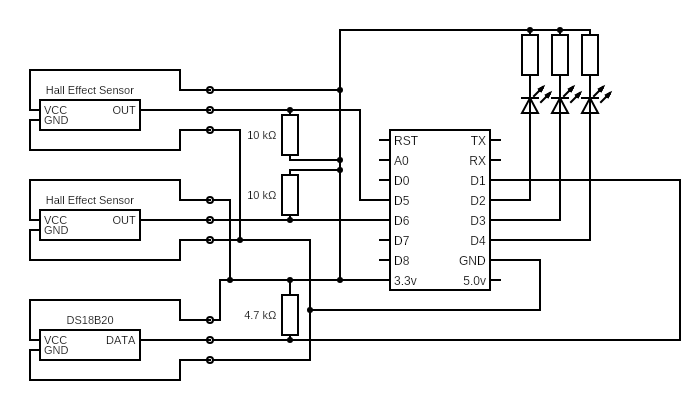 Hall Effect Sensor
VCC OUT
GND
10 kΩ
10 kΩ
Hall Effect Sensor
VCC OUT
GND
4.7 kΩ
DS18B20
VCC DATA
GND
RST TX
A0 RX
D0 D1
D5 D2
D6 D3
D7 D4
D8 GND
3.3v 5.0v